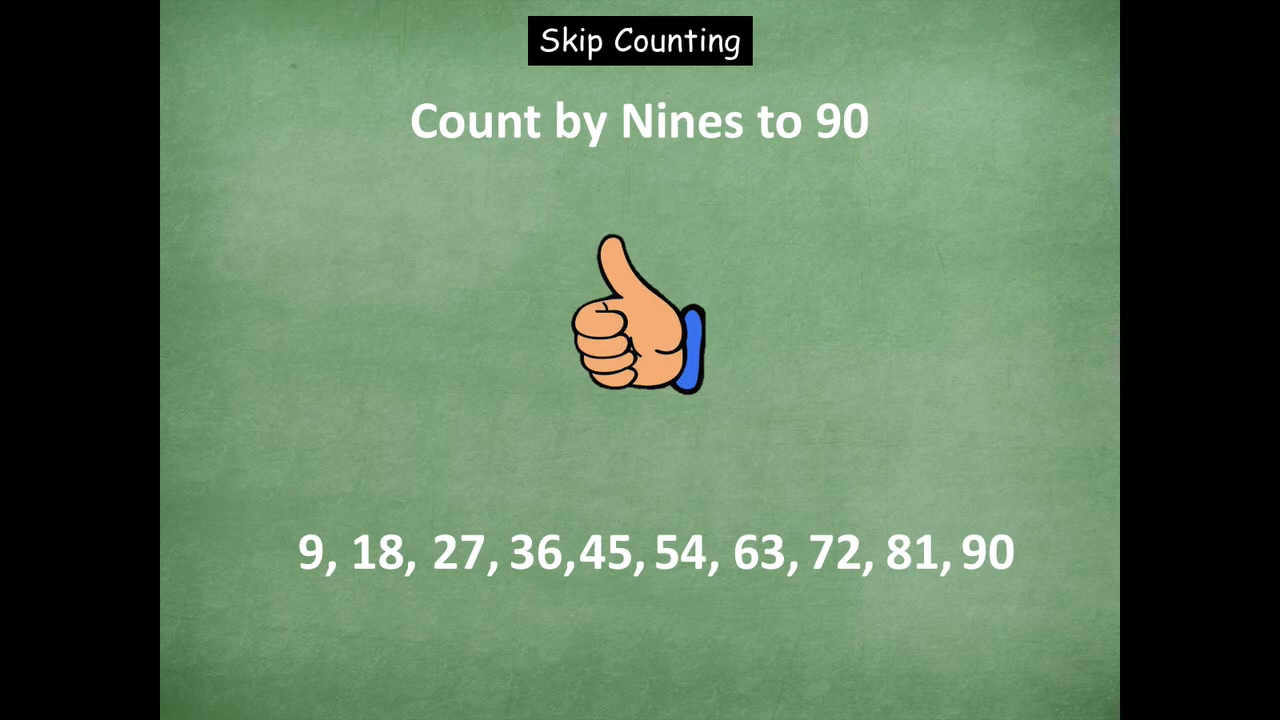 Skip Counting
Count by Nines to 90
9, 18, 27, 36,45, 54, 63, 72, 81, 90